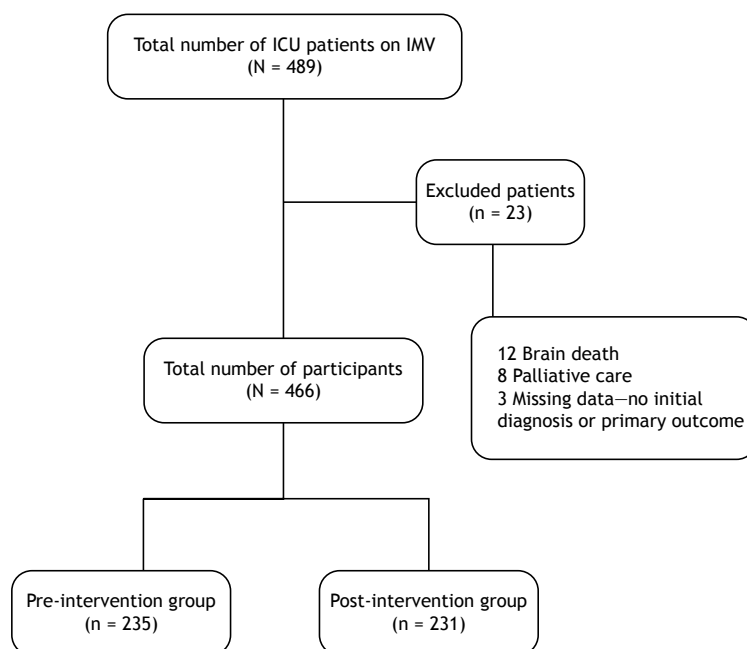 Total number of ICU patients on IMV
(N = 489)
Excluded patients
(n = 23)
12 Brain death
8 Palliative care
3 Missing data—no initial
diagnosis or primary outcome
Total number of participants
(N = 466)
Pre-intervention group
(n = 235)
Post-intervention group
(n = 231)